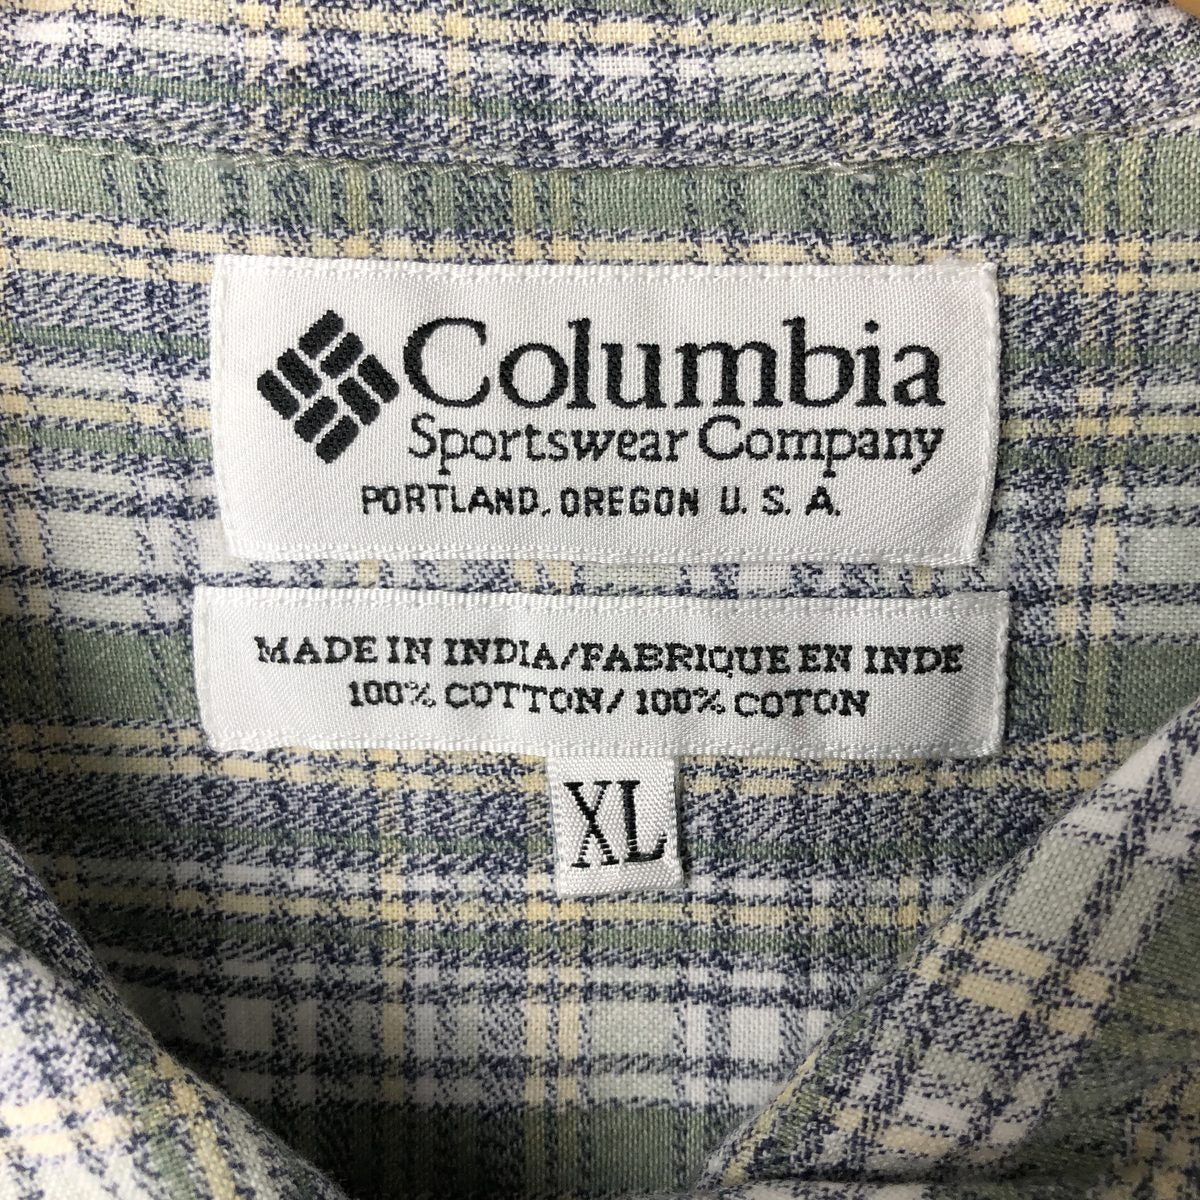 Columbia
Sportswear Company
PORTLAND, OREGON U. S. A.
MADE IN INDIA/FABRIQUE EN INDE
100% COTTON/ 100% COTON
XL